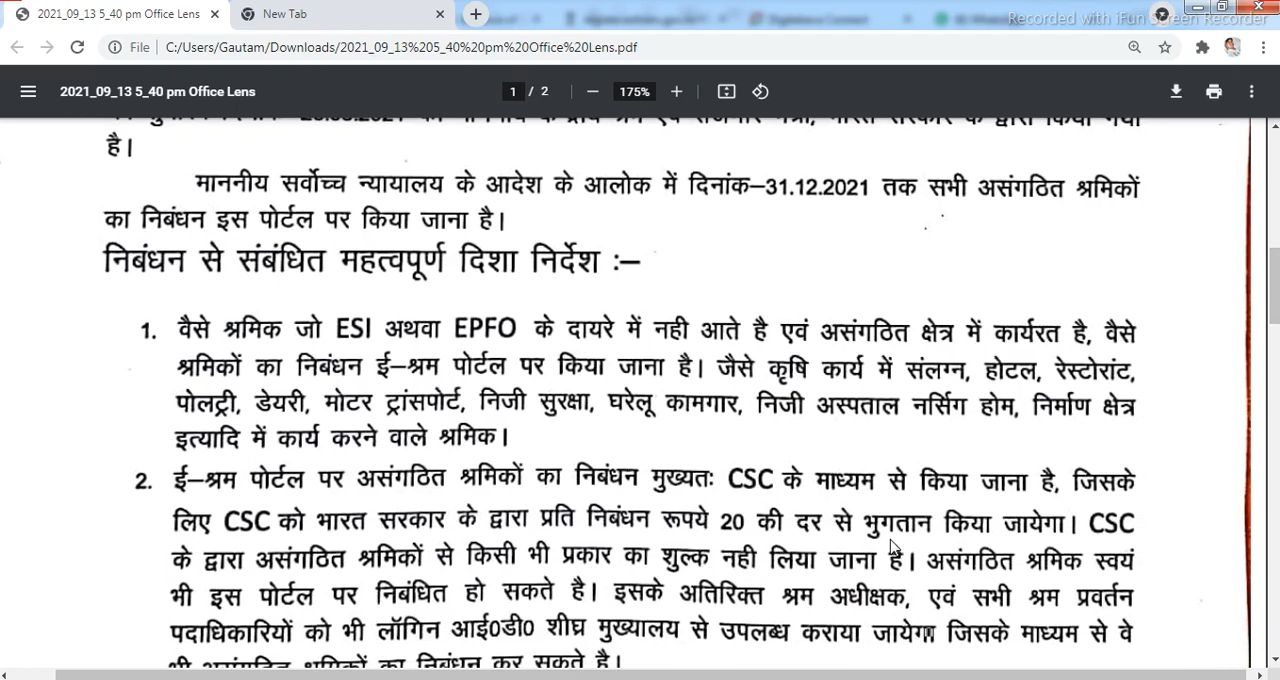 2021_09_13 5_40 pm Office Lens
New Tab
Recorded with iFun Screen Recorder
File
C:/Users/Gautam/Downloads/2021_09_13%205_40%20pm%20Office%20Lens.pdf
2021_09_13 5_40 pm Office Lens
1 / 2
175%
है।
माननीय सर्वोच्च न्यायालय के आदेश के आलोक में दिनांक–31.12.2021 तक सभी असंगठित श्रमिकों
का निबंधन इस पोर्टल पर किया जाना है।
निबंधन से संबंधित महत्वपूर्ण दिशा निर्देश :–
1. वैसे श्रमिक जो ESI अथवा EPFO के दायरे में नही आते है एवं असंगठित क्षेत्र में कार्यरत है, वैसे
श्रमिकों का निबंधन ई–श्रम पोर्टल पर किया जाना है। जैसे कृषि कार्य में संलग्न, होटल, रेस्टोरांट,
पोलट्री, डेयरी, मोटर ट्रांसपोर्ट, निजी सुरक्षा, घरेलू कामगार, निजी अस्पताल नर्सिग होम, निर्माण क्षेत्र
इत्यादि में कार्य करने वाले श्रमिक।
2. ई–श्रम पोर्टल पर असंगठित श्रमिकों का निबंधन मुख्यतः CSC के माध्यम से किया जाना है, जिसके
लिए CSC को भारत सरकार के द्वारा प्रति निबंधन रूपये 20 की दर से भुगतान किया जायेगा। CSC
के द्वारा असंगठित श्रमिकों से किसी भी प्रकार का शुल्क नही लिया जाना है। असंगठित श्रमिक स्वयं
भी इस पोर्टल पर निबंधित हो सकते है। इसके अतिरिक्त श्रम अधीक्षक, एवं सभी श्रम प्रवर्तन
पदाधिकारियों को भी लॉगिन आई0डी0 शीघ्र मुख्यालय से उपलब्ध कराया जायेगा जिसके माध्यम से वे
भी असंगठित श्रमिकों का निबंधन कर सकते है।